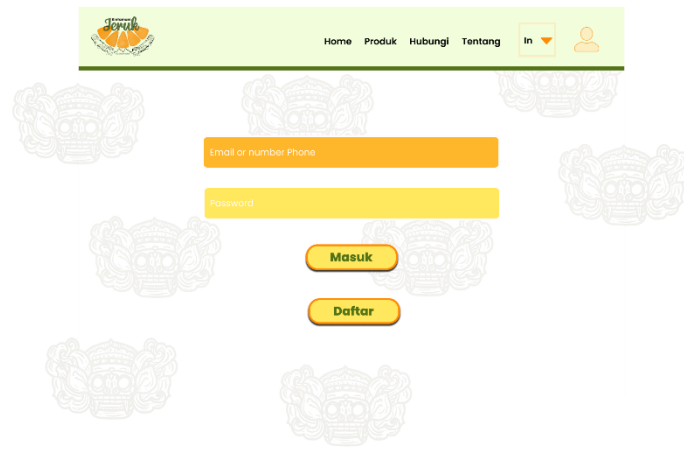 Jeruk
Home Produk Hubungi Tentang In
Email or number Phone
Password
Masuk
Daftar